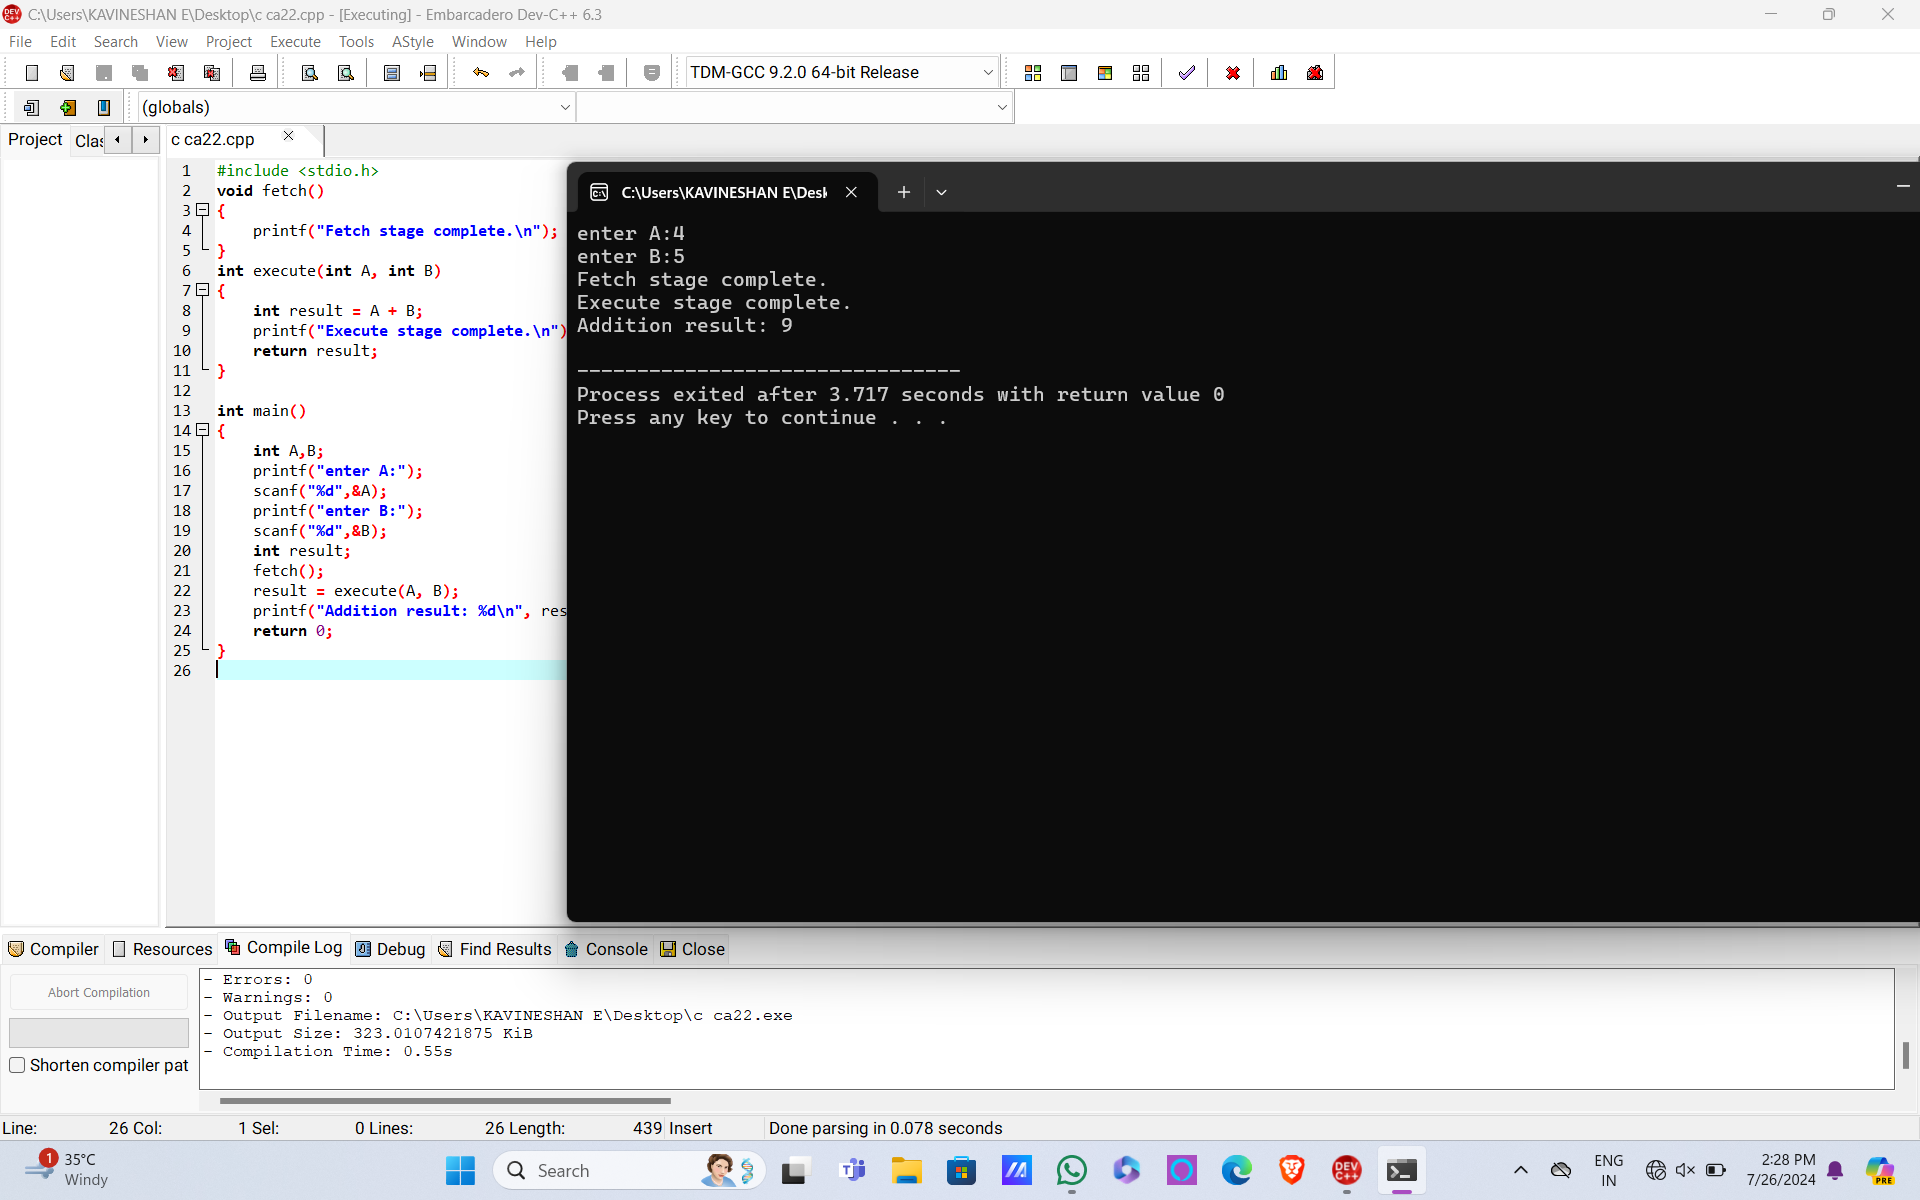 C:\Users\KAVINESHAN E\Desktop\c ca22.cpp - [Executing] - Embarcadero Dev-C++ 6.3
File Edit Search View Project Execute Tools AStyle Window Help
TDM-GCC 9.2.0 64-bit Release
(globals)
Project Clas c ca22.cpp
1 #include <stdio.h>
2 void fetch()
3 {
4 printf("Fetch stage complete.\n");
5 }
6 int execute(int A, int B)
7 {
8 int result = A + B;
9 printf("Execute stage complete.\n")
10 return result;
11 }
12
13 int main()
14 {
15 int A,B;
16 printf("enter A:");
17 scanf("%d",&A);
18 printf("enter B:");
19 scanf("%d",&B);
20 int result;
21 fetch();
22 result = execute(A, B);
23 printf("Addition result: %d\n", res
24 return 0;
25 }
26
C:\Users\KAVINESHAN E\Desk
enter A:4
enter B:5
Fetch stage complete.
Execute stage complete.
Addition result: 9
--------------------------------
Process exited after 3.717 seconds with return value 0
Press any key to continue . . .
Compiler Resources Compile Log Debug Find Results Console Close
Abort Compilation
Shorten compiler pat
- Errors: 0
- Warnings: 0
- Output Filename: C:\Users\KAVINESHAN E\Desktop\c ca22.exe
- Output Size: 323.0107421875 KiB
- Compilation Time: 0.55s
Line: 26 Col: 1 Sel: 0 Lines: 26 Length: 439 Insert Done parsing in 0.078 seconds
1
35°C
Windy
Search
DEV C++
ENG
IN
2:28 PM
7/26/2024
PRE